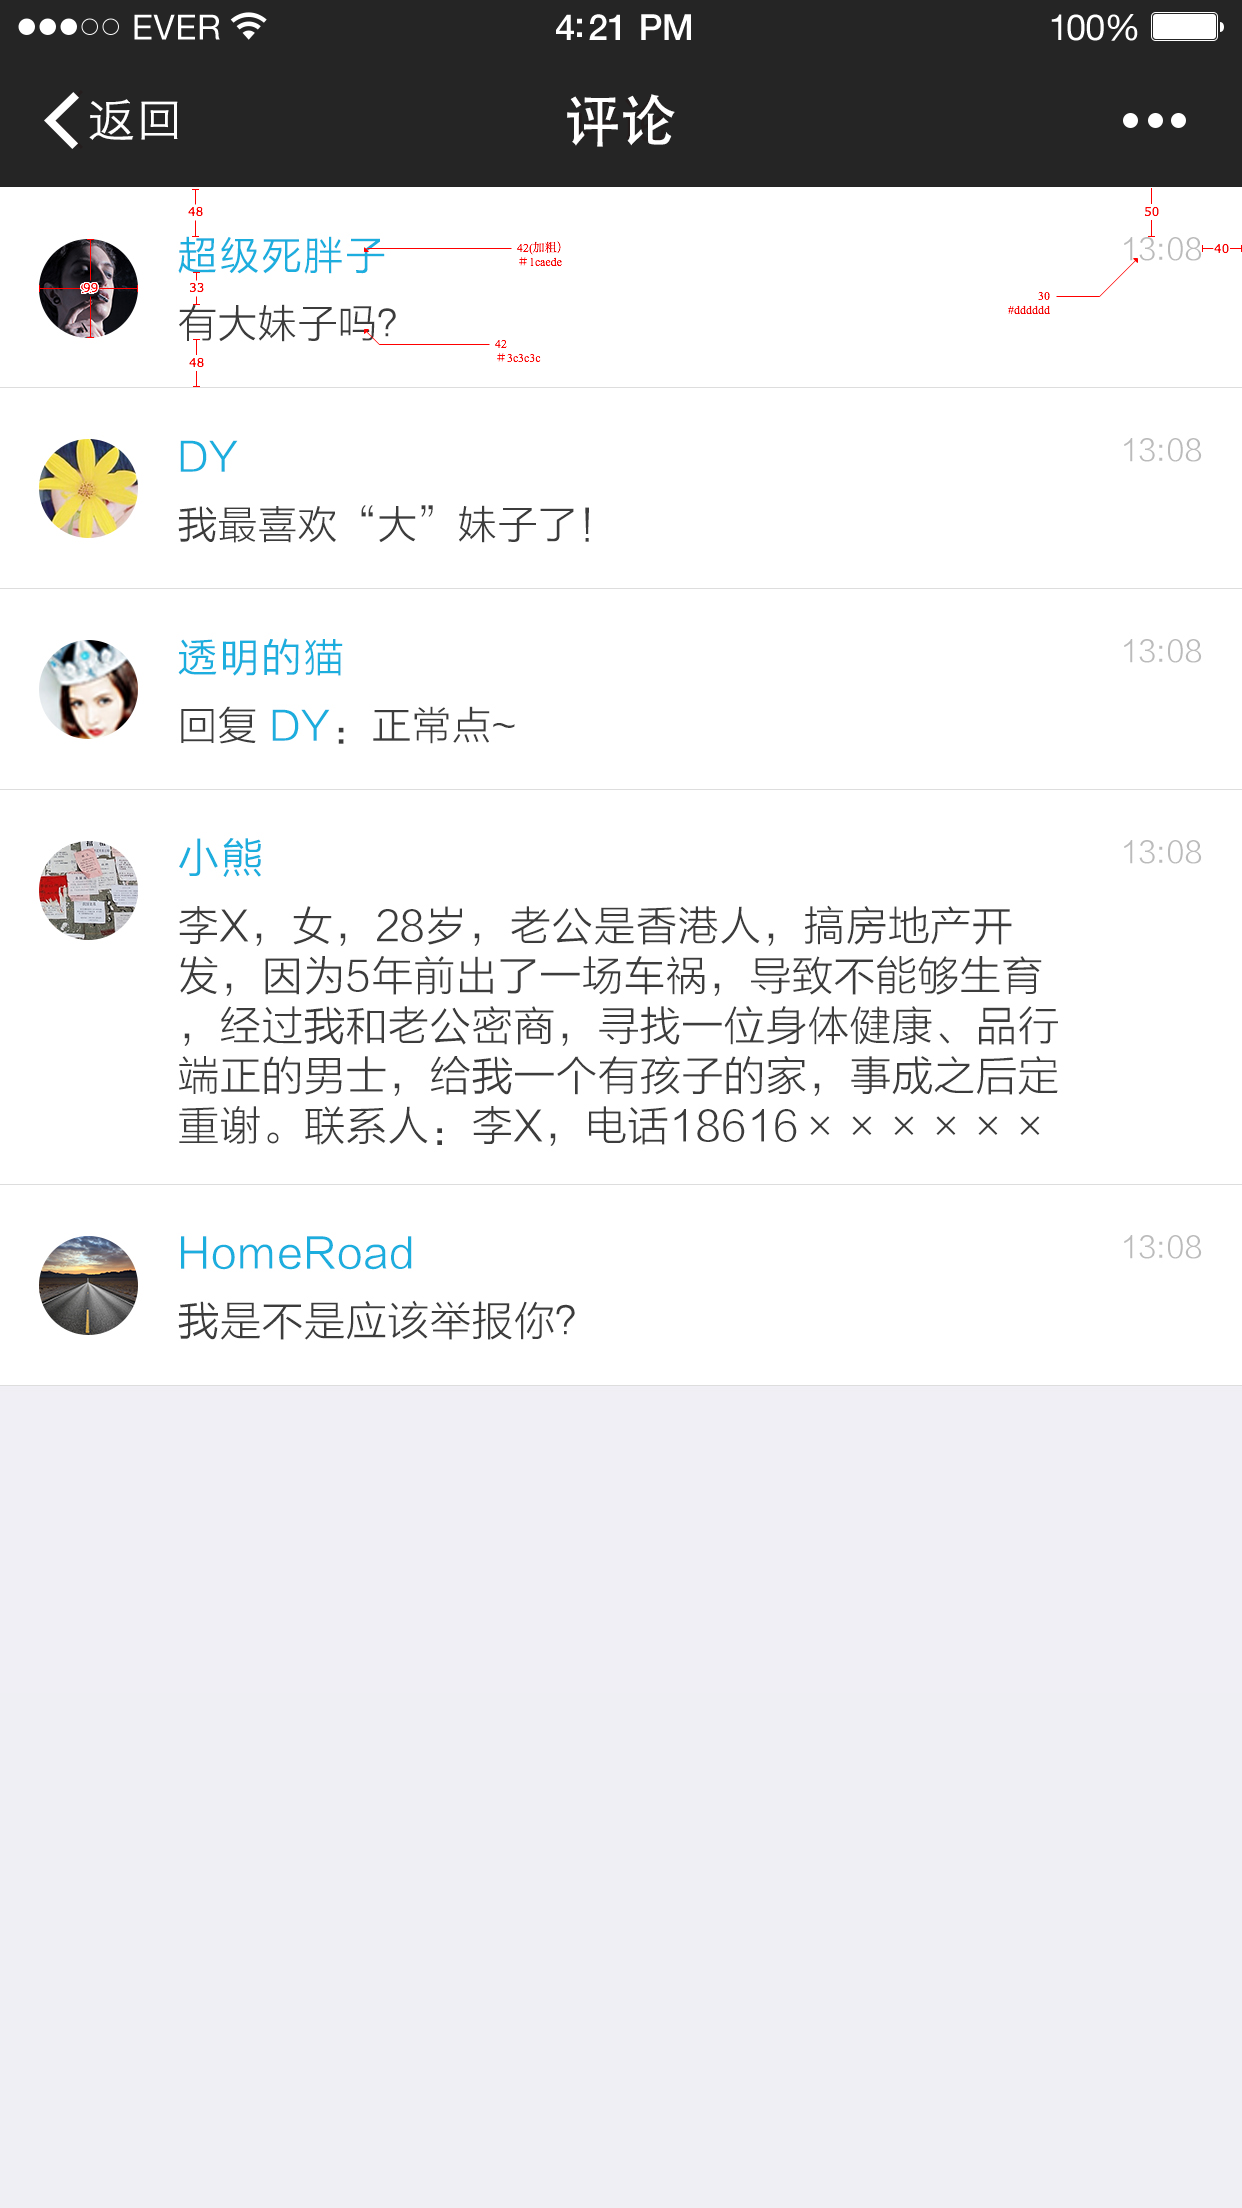 EVER 4:21 PM 100%
返回 评论
48
50
超级死胖子
42(加粗)
#1caede
13:08
40
99
33
30
#dddddd
有大妹子吗?
42
#3c3c3c
48
DY
13:08
我最喜欢“大”妹子了!
透明的猫
13:08
回复 DY：正常点~
小熊
13:08
李X，女，28岁，老公是香港人，搞房地产开
发，因为5年前出了一场车祸，导致不能够生育
，经过我和老公密商，寻找一位身体健康、品行
端正的男士，给我一个有孩子的家，事成之后定
重谢。联系人：李X，电话18616××××××
HomeRoad
13:08
我是不是应该举报你?